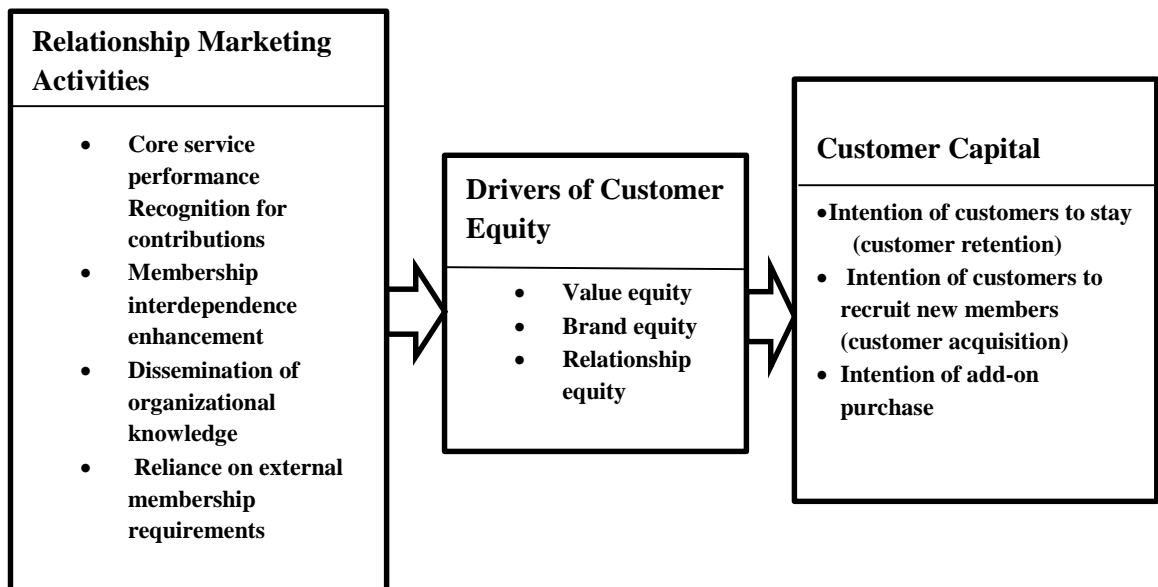 Relationship Marketing
Activities
• Core service
performance
Recognition for
contributions
• Membership
interdependence
enhancement
• Dissemination of
organizational
knowledge
• Reliance on external
membership
requirements
Drivers of Customer
Equity
• Value equity
• Brand equity
• Relationship
equity
Customer Capital
•Intention of customers to stay
(customer retention)
• Intention of customers to
recruit new members
(customer acquisition)
• Intention of add-on
purchase